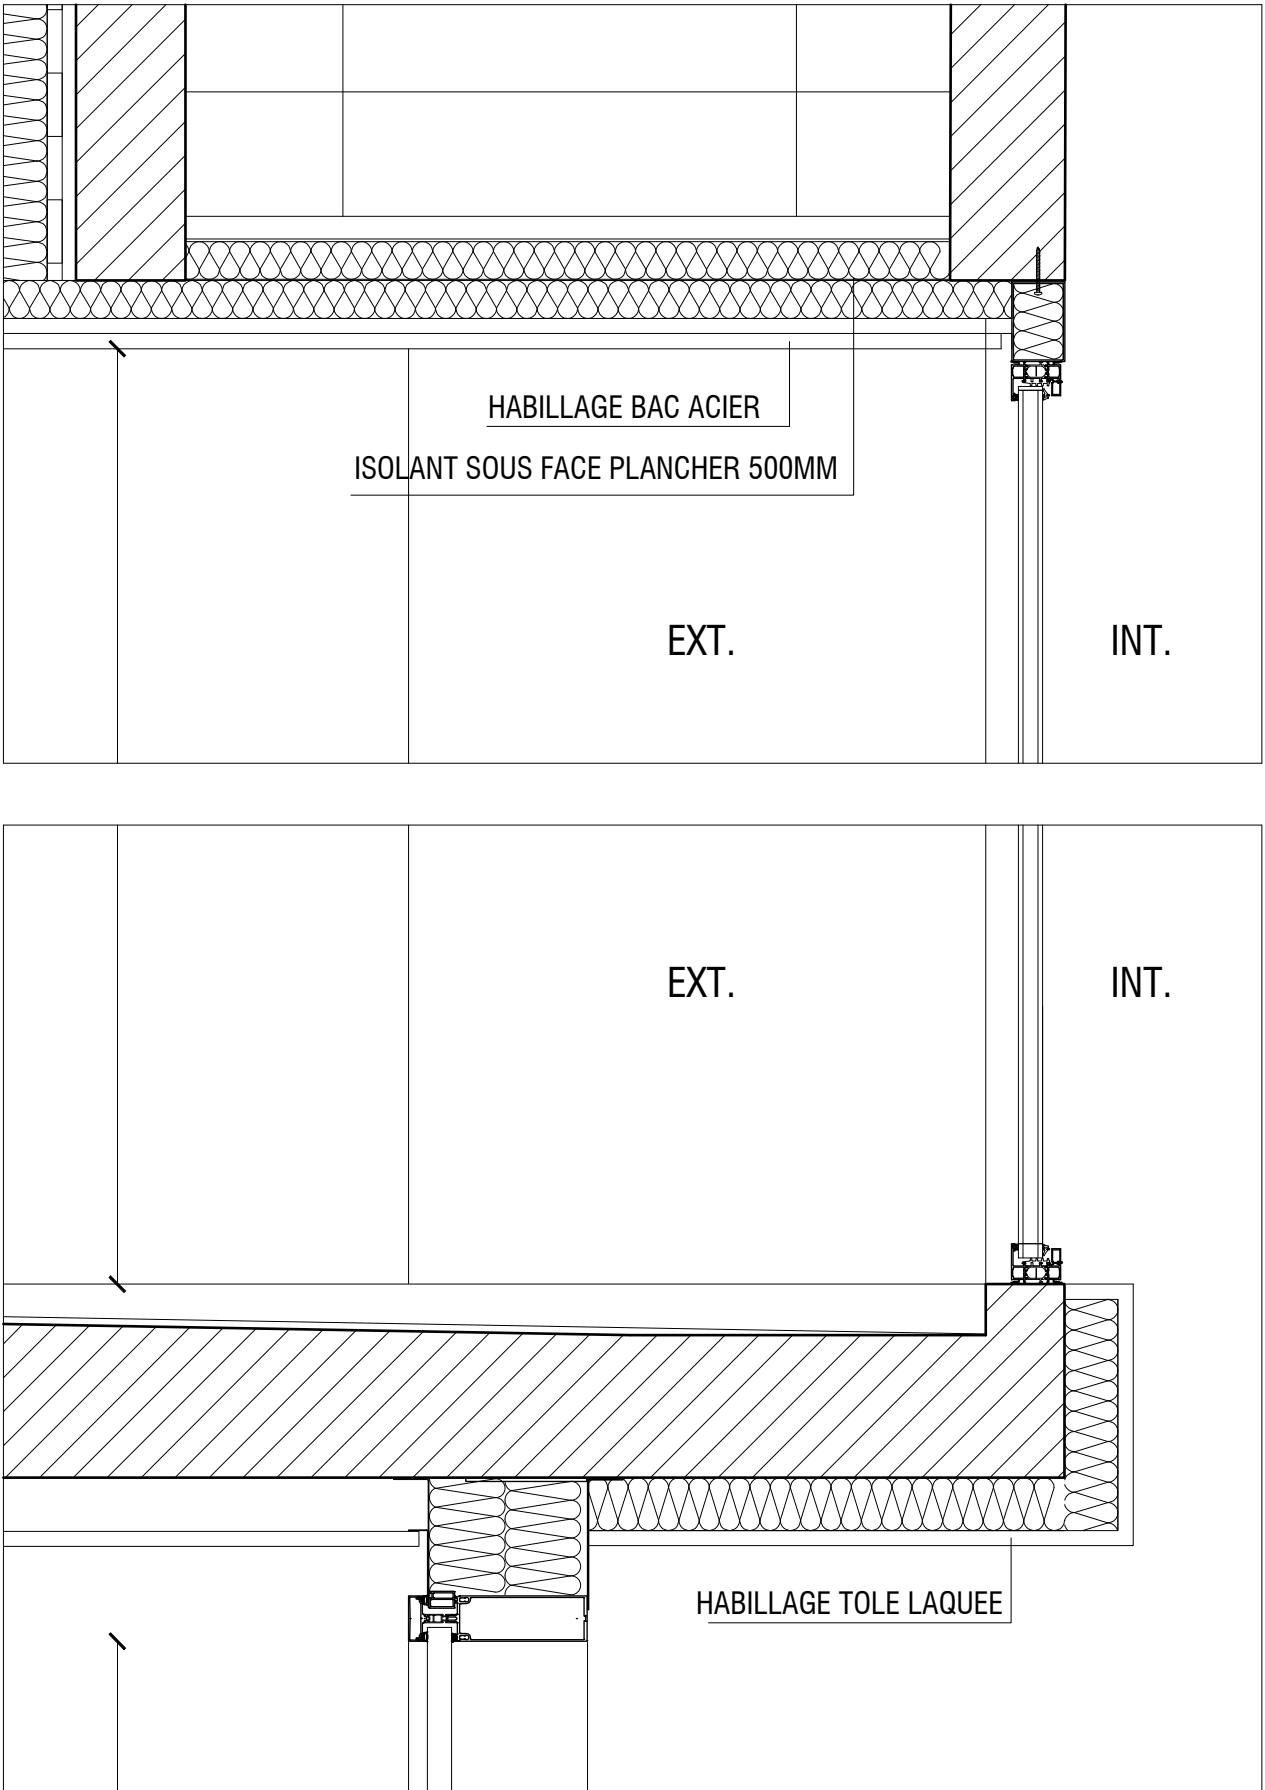 HABILLAGE BAC ACIER
ISOLANT SOUS FACE PLANCHER 500MM
EXT.
INT.
EXT.
INT.
HABILLAGE TOLE LAQUEE